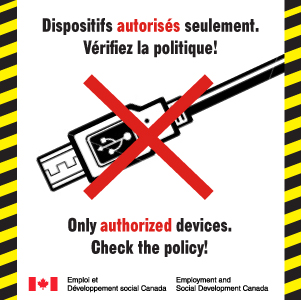 Dispositifs autorisés seulement.
Vérifiez la politique!
Only authorized devices.
Check the policy!
Emploi et
Développement social Canada
Employment and
Social Development Canada